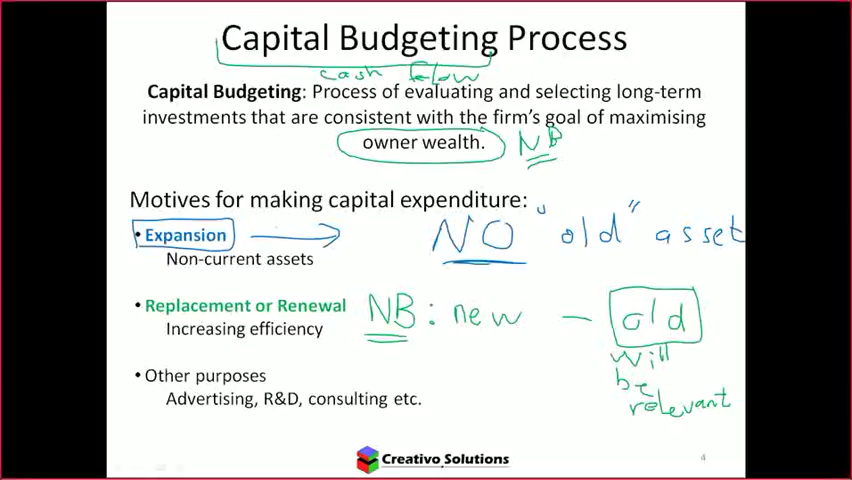 Capital Budgeting Process
cash flow
Capital Budgeting: Process of evaluating and selecting long-term
investments that are consistent with the firm's goal of maximising
owner wealth. NB
Motives for making capital expenditure:
• Expansion NO "old" asset
Non-current assets
• Replacement or Renewal NB: new – old
Increasing efficiency
will
be
relevant
• Other purposes
Advertising, R&D, consulting etc.
Creativo Solutions
4